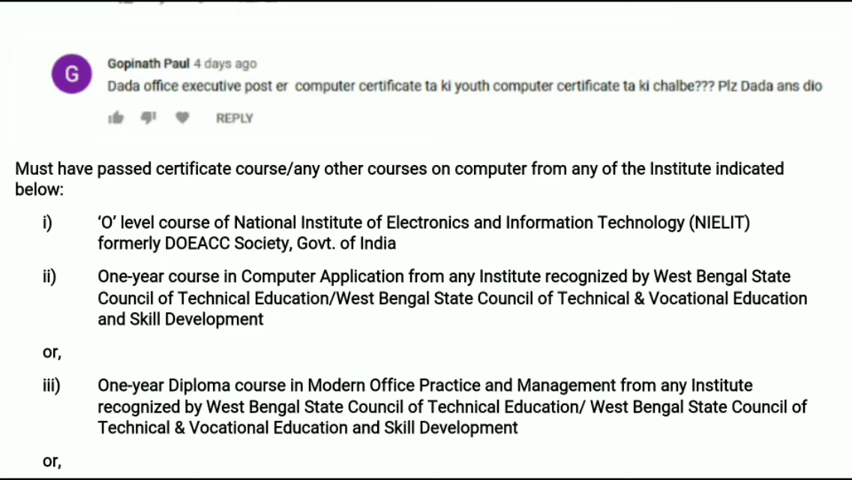 G
Gopinath Paul 4 days ago
Dada office executive post er computer certificate ta ki youth computer certificate ta ki chalbe??? Plz Dada ans dio
REPLY
Must have passed certificate course/any other courses on computer from any of the Institute indicated
below:
i) ‘O’ level course of National Institute of Electronics and Information Technology (NIELIT)
formerly DOEACC Society, Govt. of India
ii) One-year course in Computer Application from any Institute recognized by West Bengal State
Council of Technical Education/West Bengal State Council of Technical & Vocational Education
and Skill Development
or,
iii) One-year Diploma course in Modern Office Practice and Management from any Institute
recognized by West Bengal State Council of Technical Education/ West Bengal State Council of
Technical & Vocational Education and Skill Development
or,